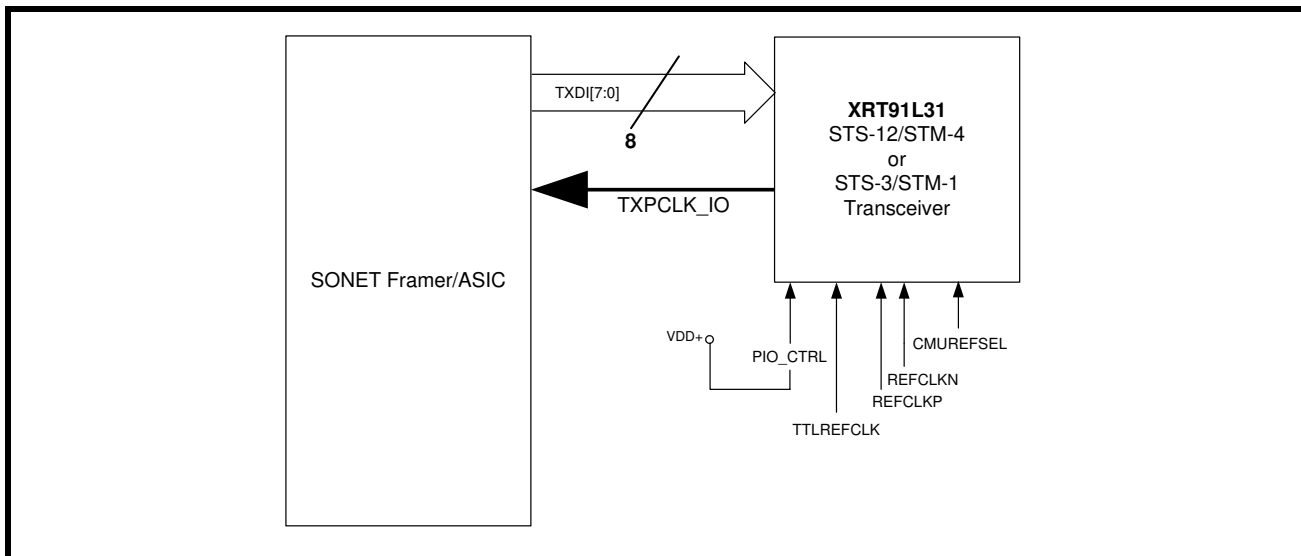 TXDI[7:0]
8
TXPCLK_IO
SONET Framer/ASIC
XRT91L31
STS-12/STM-4
or
STS-3/STM-1
Transceiver
VDD+
PIO_CTRL
CMUREFSEL
REFCLKN
REFCLKP
TTLREFCLK